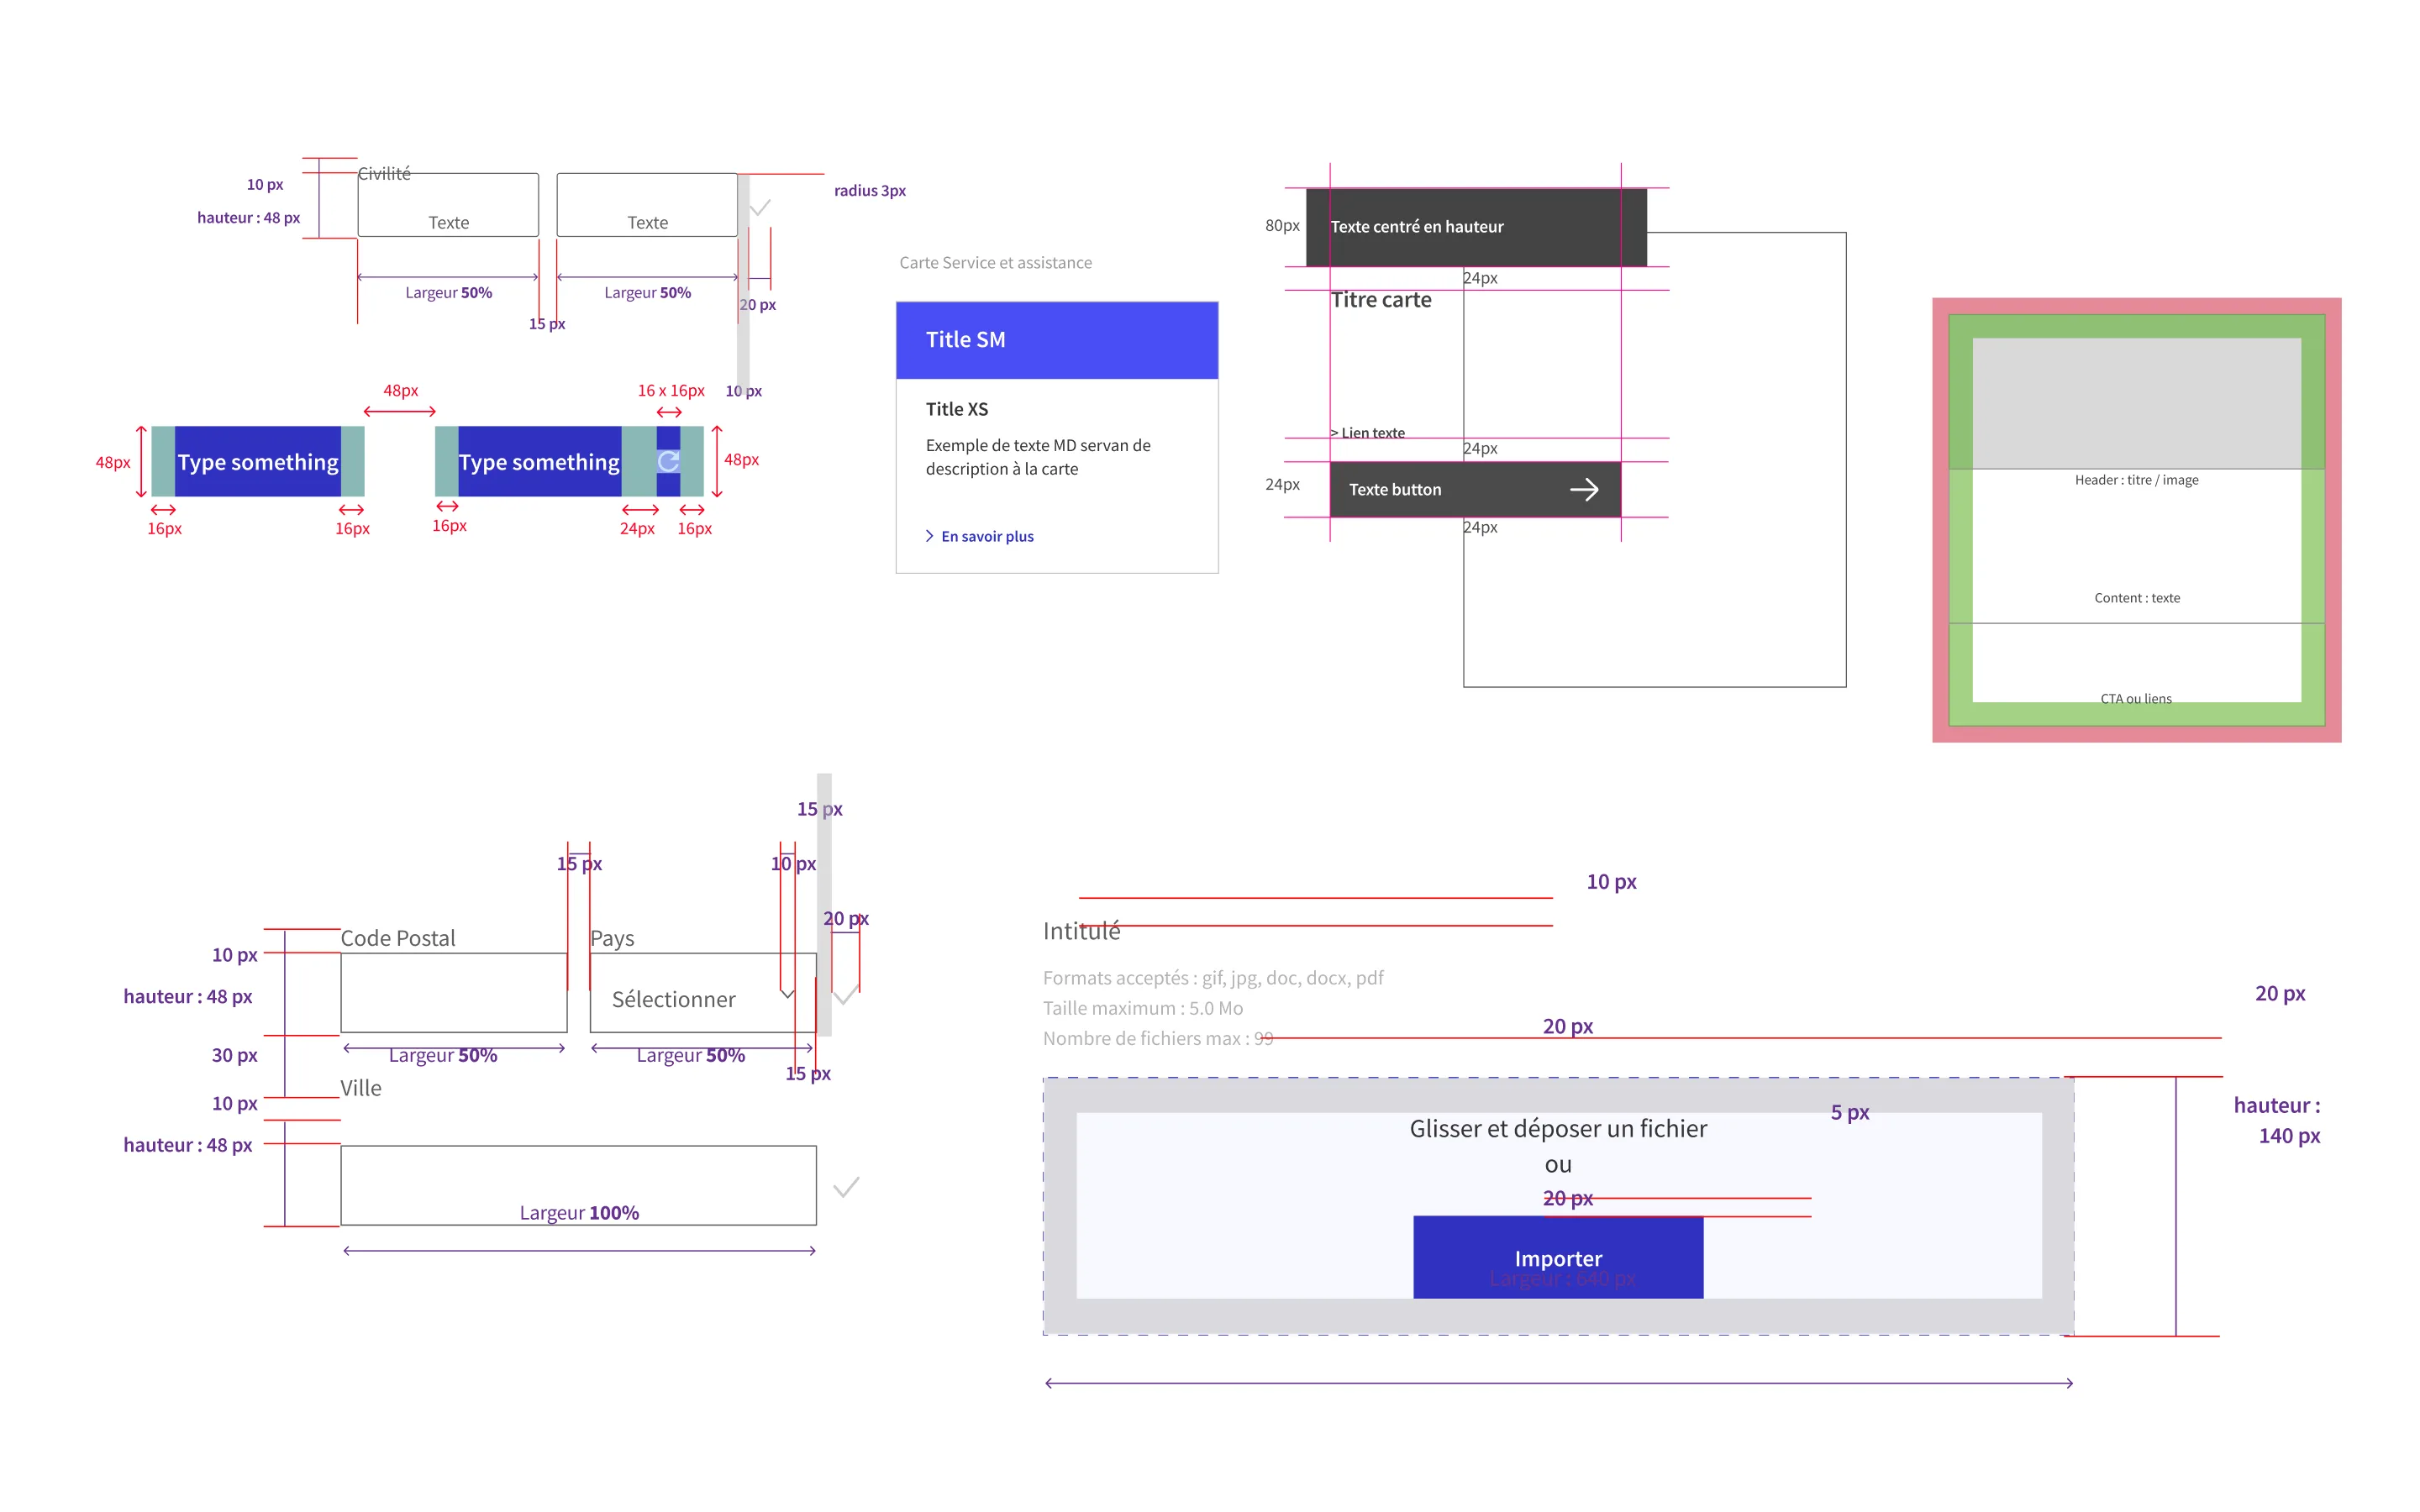 Civilité
10 px
hauteur : 48 px
Texte
Texte
radius 3px
Largeur 50%
Largeur 50%
20 px
15 px
48px
16 x 16px
10 px
48px
Type something
Type something
48px
16px
16px
16px
24px
16px
Carte Service et assistance
Title SM
Title XS
Exemple de texte MD servan de
description à la carte
En savoir plus
80px
Texte centré en hauteur
24px
Titre carte
> Lien texte
24px
24px
Texte button
24px
Header : titre / image
Content : texte
CTA ou liens
15 px
15 px
10 px
20 px
Code Postal
Pays
10 px
hauteur : 48 px
Sélectionner
30 px
Largeur 50%
Largeur 50%
15 px
Ville
10 px
hauteur : 48 px
Largeur 100%
10 px
Intitulé
Formats acceptés : gif, jpg, doc, docx, pdf
Taille maximum : 5.0 Mo
Nombre de fichiers max : 99
20 px
20 px
5 px
hauteur :
140 px
Glisser et déposer un fichier
ou
20 px
Importer
Largeur : 640 px